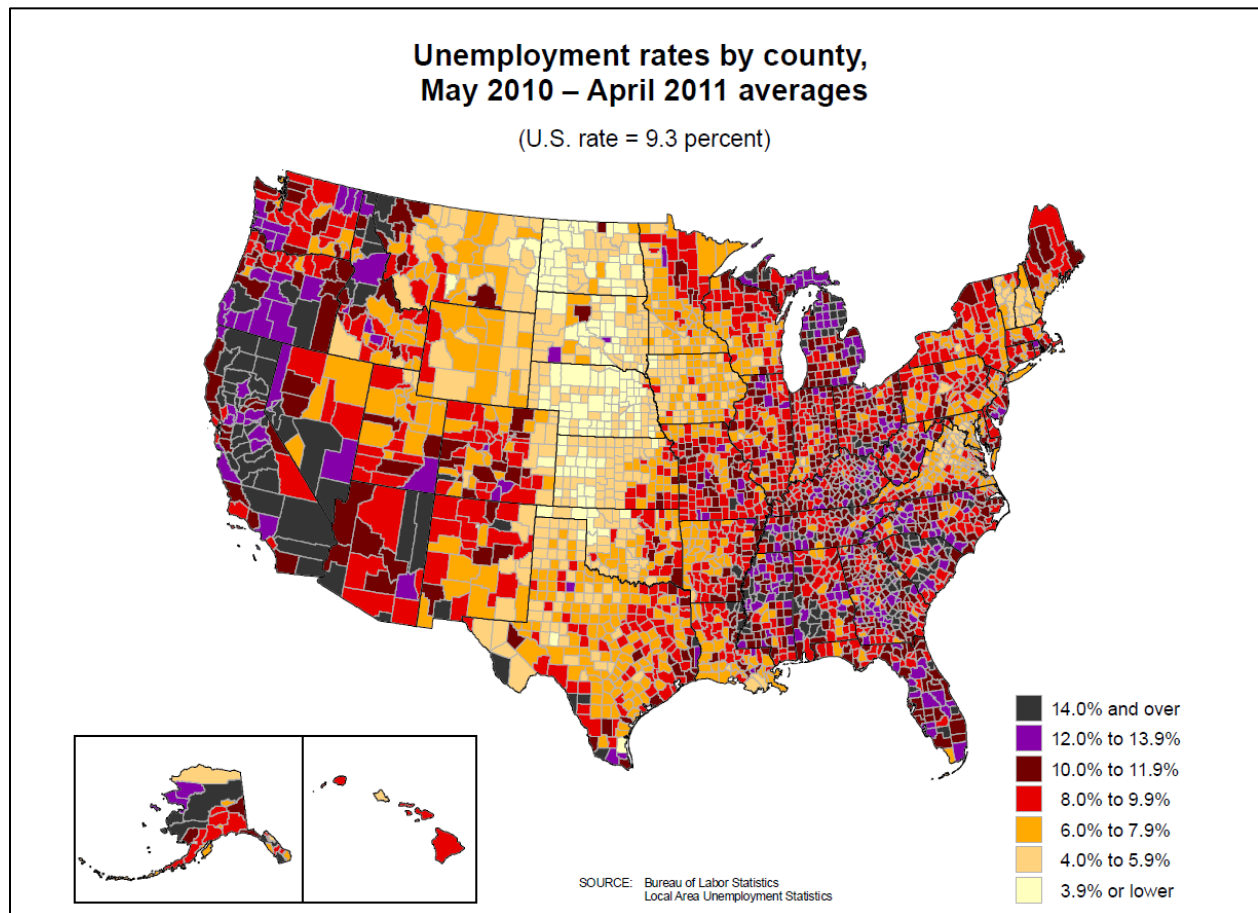 Unemployment rates by county,
May 2010 – April 2011 averages
(U.S. rate = 9.3 percent)
14.0% and over
12.0% to 13.9%
10.0% to 11.9%
8.0% to 9.9%
6.0% to 7.9%
4.0% to 5.9%
3.9% or lower
SOURCE: Bureau of Labor Statistics
Local Area Unemployment Statistics